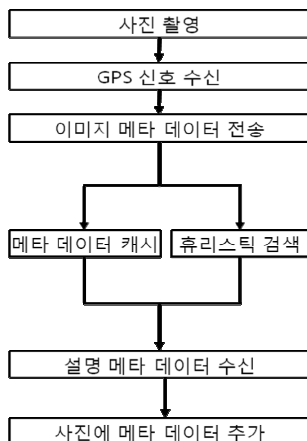 사진 촬영
GPS 신호 수신
이미지 메타 데이터 전송
메타 데이터 캐시
휴리스틱 검색
설명 메타 데이터 수신
사진에 메타 데이터 추가